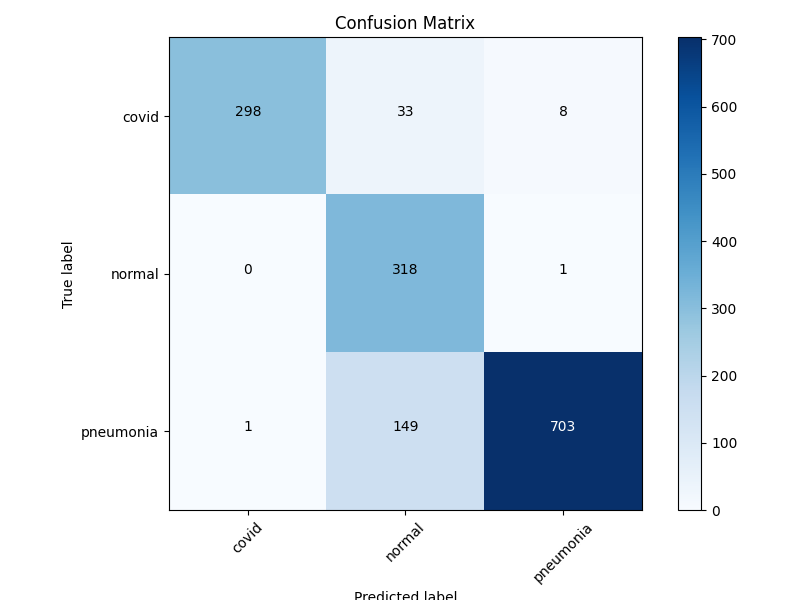 Confusion Matrix
covid 298 33 8
normal 0 318 1
pneumonia 1 149 703
True label
covid normal pneumonia
Predicted label
700
600
500
400
300
200
100
0